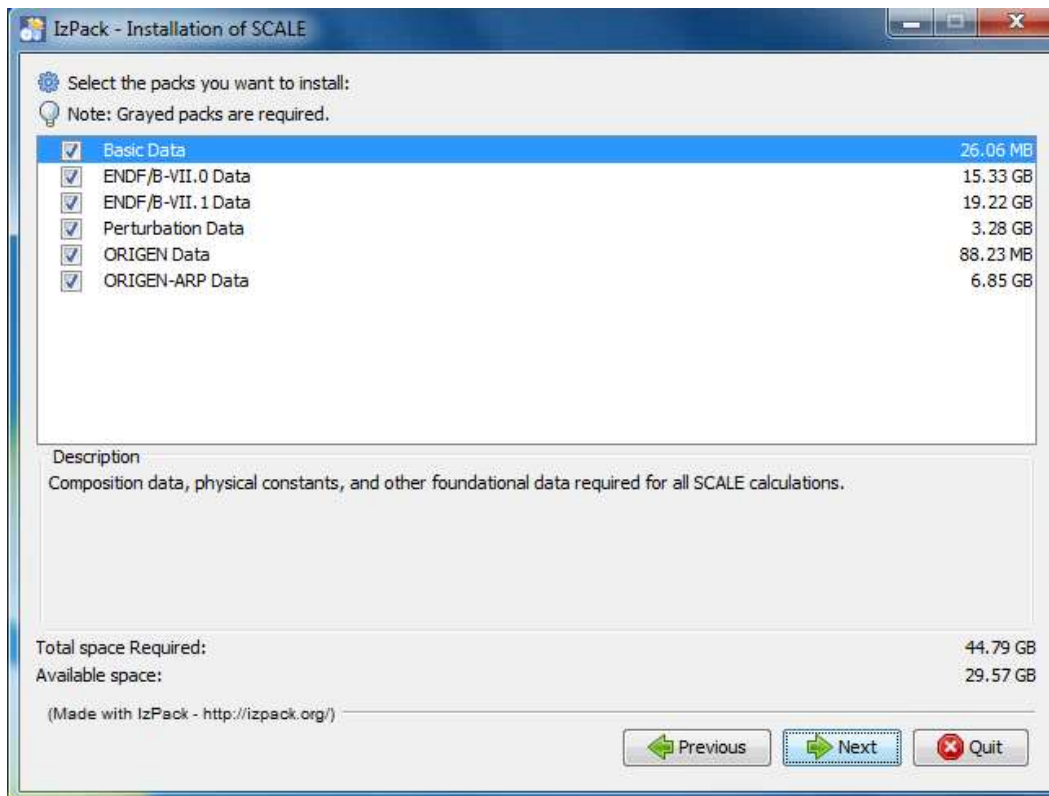 IzPack - Installation of SCALE
Select the packs you want to install:
Note: Grayed packs are required.
Basic Data 26.06 MB
ENDF/B-VII.0 Data 15.33 GB
ENDF/B-VII.1 Data 19.22 GB
Perturbation Data 3.28 GB
ORIGEN Data 88.23 MB
ORIGEN-ARP Data 6.85 GB
Description
Composition data, physical constants, and other foundational data required for all SCALE calculations.
Total space Required: 44.79 GB
Available space: 29.57 GB
(Made with IzPack - http://izpack.org/)
Previous Next Quit